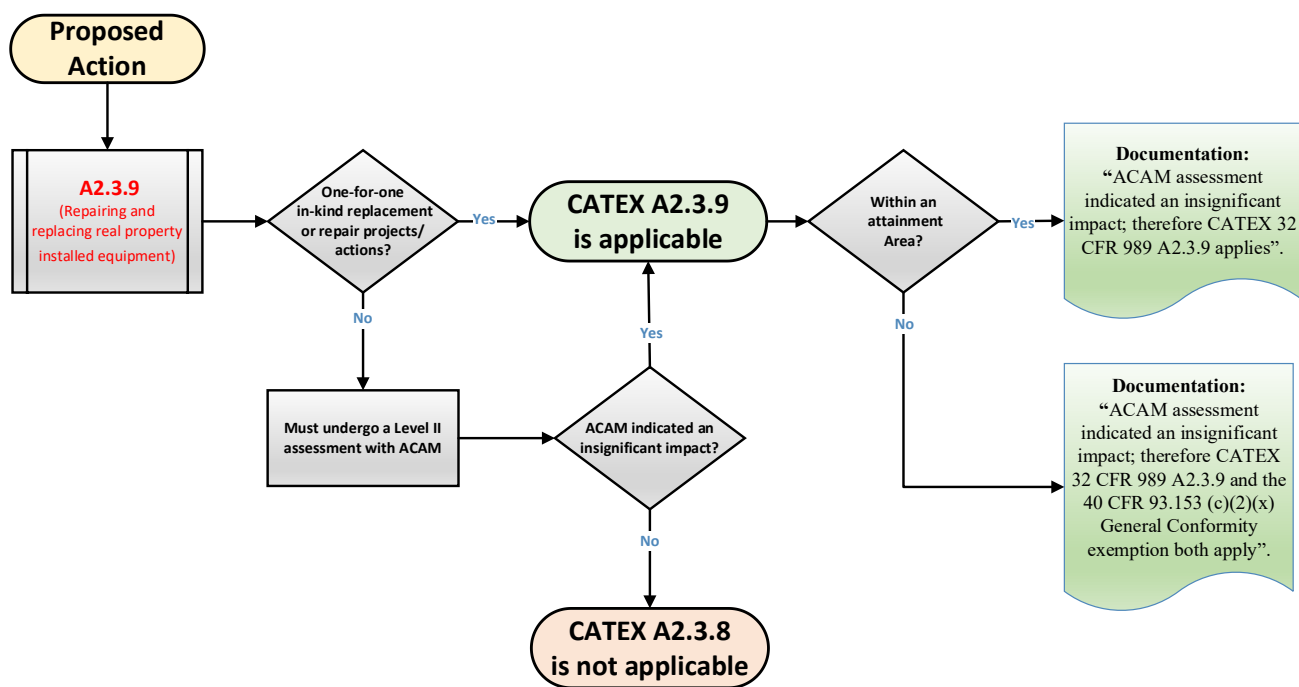 Proposed
Action
A2.3.9
(Repairing and
replacing real property
installed equipment)
One-for-one
in-kind replacement
or repair projects/
actions?
Yes
CATEX A2.3.9
is applicable
Within an
attainment
Area?
Yes
Documentation:
“ACAM assessment
indicated an insignificant
impact; therefore CATEX 32
CFR 989 A2.3.9 applies”.
No
Yes
No
Must undergo a Level II
assessment with ACAM
ACAM indicated an
insignificant impact?
Documentation:
“ACAM assessment
indicated an insignificant
impact; therefore CATEX
32 CFR 989 A2.3.9 and the
40 CFR 93.153 (c)(2)(x)
General Conformity
exemption both apply”.
No
CATEX A2.3.8
is not applicable